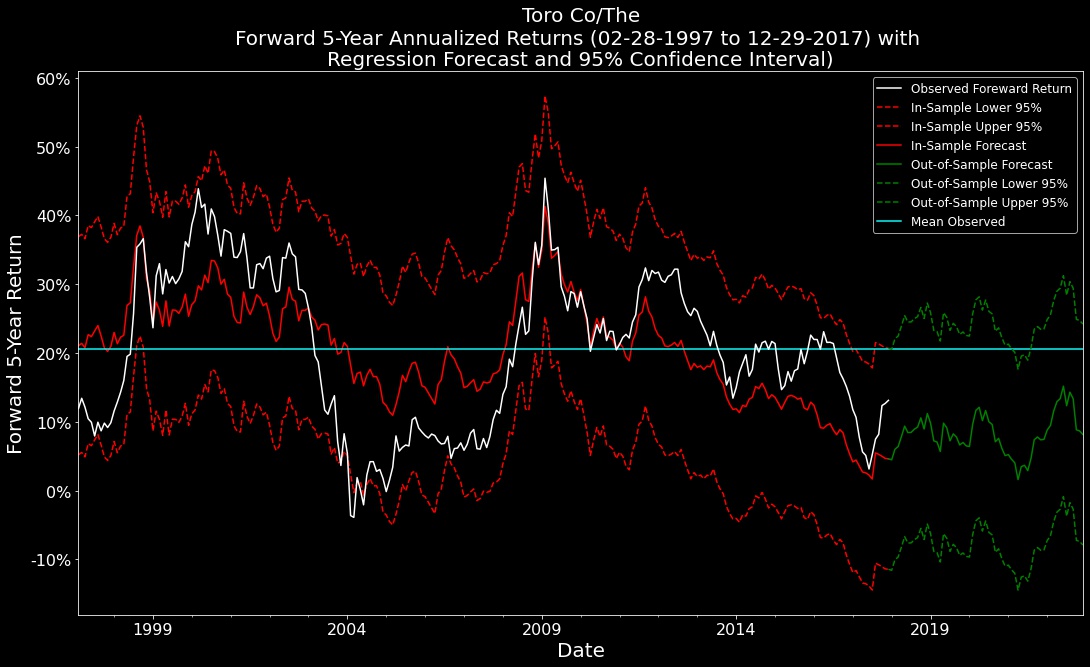 Toro Co/The
Forward 5-Year Annualized Returns (02-28-1997 to 12-29-2017) with
Regression Forecast and 95% Confidence Interval)
Forward 5-Year Return
60%
50%
40%
30%
20%
10%
0%
-10%
Observed Foreward Return
In-Sample Lower 95%
In-Sample Upper 95%
In-Sample Forecast
Out-of-Sample Forecast
Out-of-Sample Lower 95%
Out-of-Sample Upper 95%
Mean Observed
1999
2004
2009
2014
2019
Date